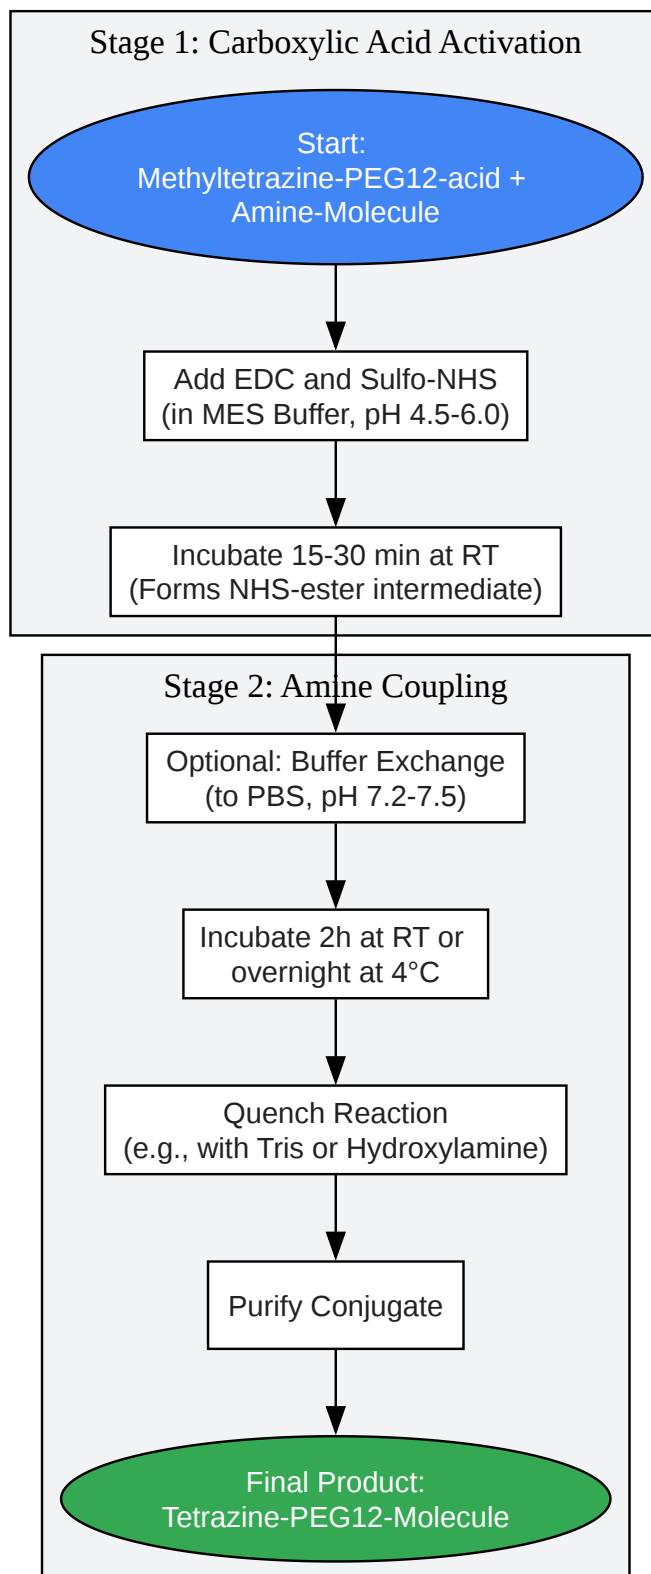 Stage 1: Carboxylic Acid Activation
Start:
Methyltetrazine-PEG12-acid +
Amine-Molecule
Add EDC and Sulfo-NHS
(in MES Buffer, pH 4.5-6.0)
Incubate 15-30 min at RT
(Forms NHS-ester intermediate)
Stage 2: Amine Coupling
Optional: Buffer Exchange
(to PBS, pH 7.2-7.5)
Incubate 2h at RT or
overnight at 4°C
Quench Reaction
(e.g., with Tris or Hydroxylamine)
Purify Conjugate
Final Product:
Tetrazine-PEG12-Molecule